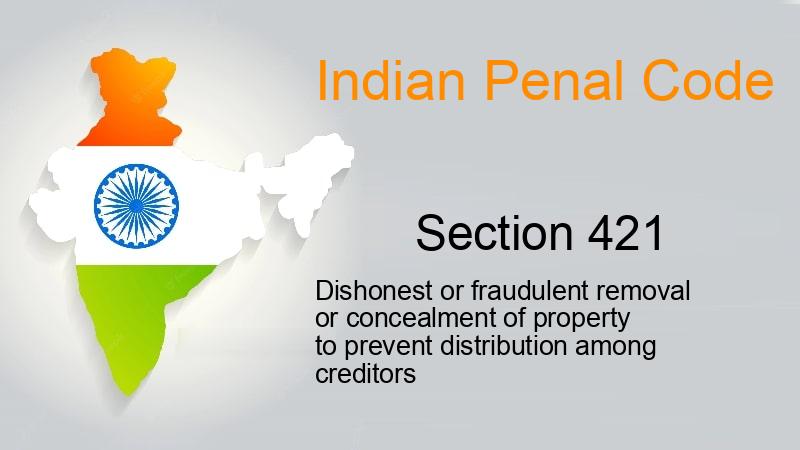 Indian Penal Code
Section 421
Dishonest or fraudulent removal
or concealment of property
to prevent distribution among
creditors